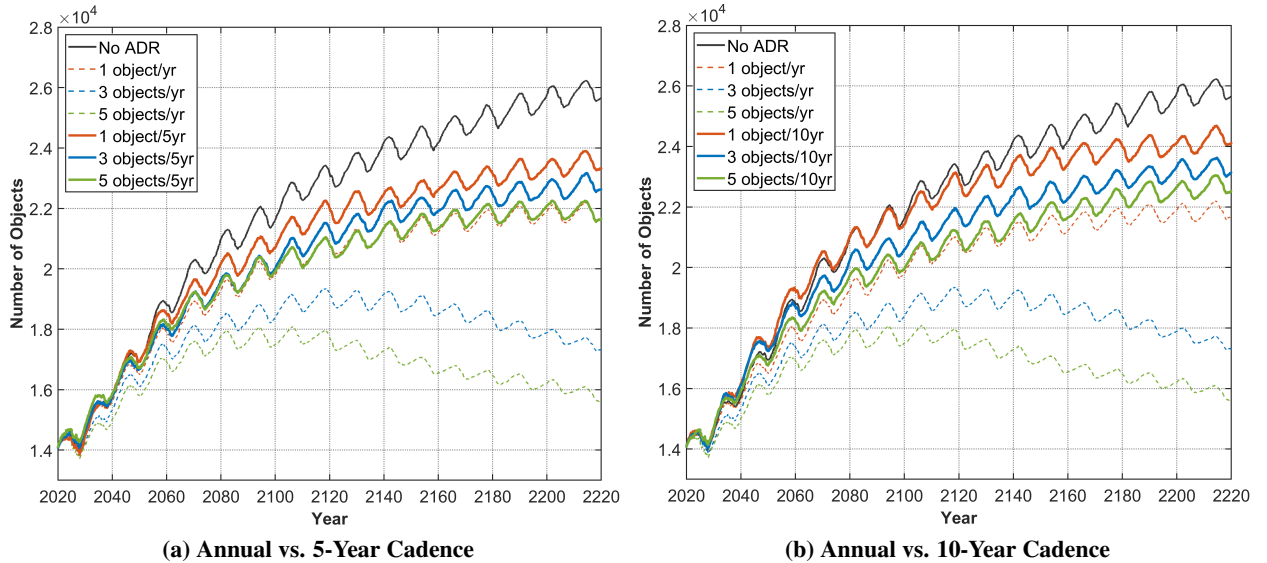 ×10⁴
2.8
2.6
2.4
2.2
2
1.8
1.6
1.4
Number of Objects
No ADR
1 object/yr
3 objects/yr
5 objects/yr
1 object/5yr
3 objects/5yr
5 objects/5yr
2020 2040 2060 2080 2100 2120 2140 2160 2180 2200 2220
Year
(a) Annual vs. 5-Year Cadence
×10⁴
2.8
2.6
2.4
2.2
2
1.8
1.6
1.4
Number of Objects
No ADR
1 object/yr
3 objects/yr
5 objects/yr
1 object/10yr
3 objects/10yr
5 objects/10yr
2020 2040 2060 2080 2100 2120 2140 2160 2180 2200 2220
Year
(b) Annual vs. 10-Year Cadence